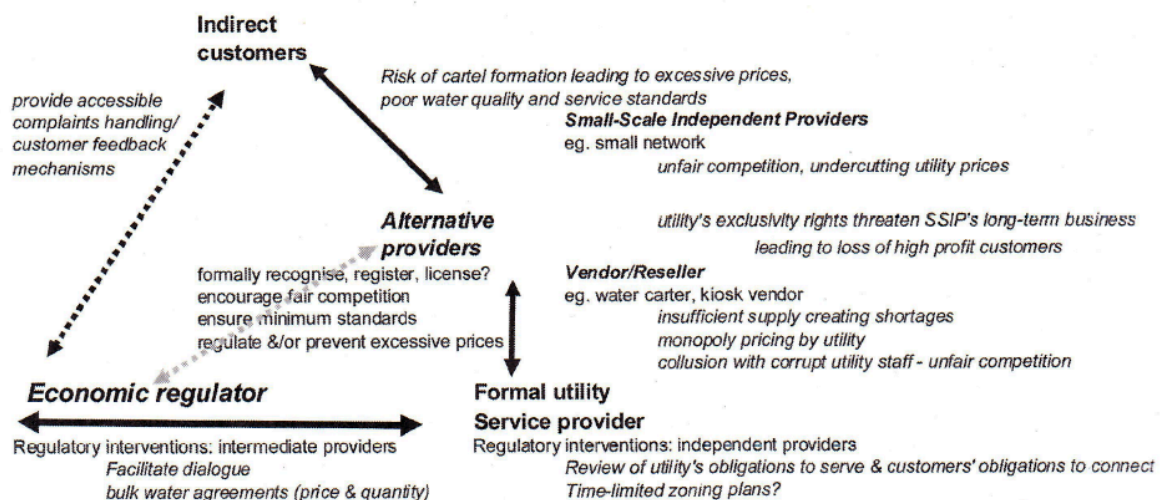 Indirect
customers
Risk of cartel formation leading to excessive prices,
poor water quality and service standards
provide accessible
complaints handling/
customer feedback
mechanisms
Small-Scale Independent Providers
eg. small network
unfair competition, undercutting utility prices
utility's exclusivity rights threaten SSIP's long-term business
leading to loss of high profit customers
Alternative
providers
formally recognise, register, license?
encourage fair competition
ensure minimum standards
regulate &/or prevent excessive prices
Vendor/Reseller
eg. water carter, kiosk vendor
insufficient supply creating shortages
monopoly pricing by utility
collusion with corrupt utility staff - unfair competition
Economic regulator
Formal utility
Service provider
Regulatory interventions: intermediate providers
Facilitate dialogue
bulk water agreements (price & quantity)
Regulatory interventions: independent providers
Review of utility's obligations to serve & customers' obligations to connect
Time-limited zoning plans?